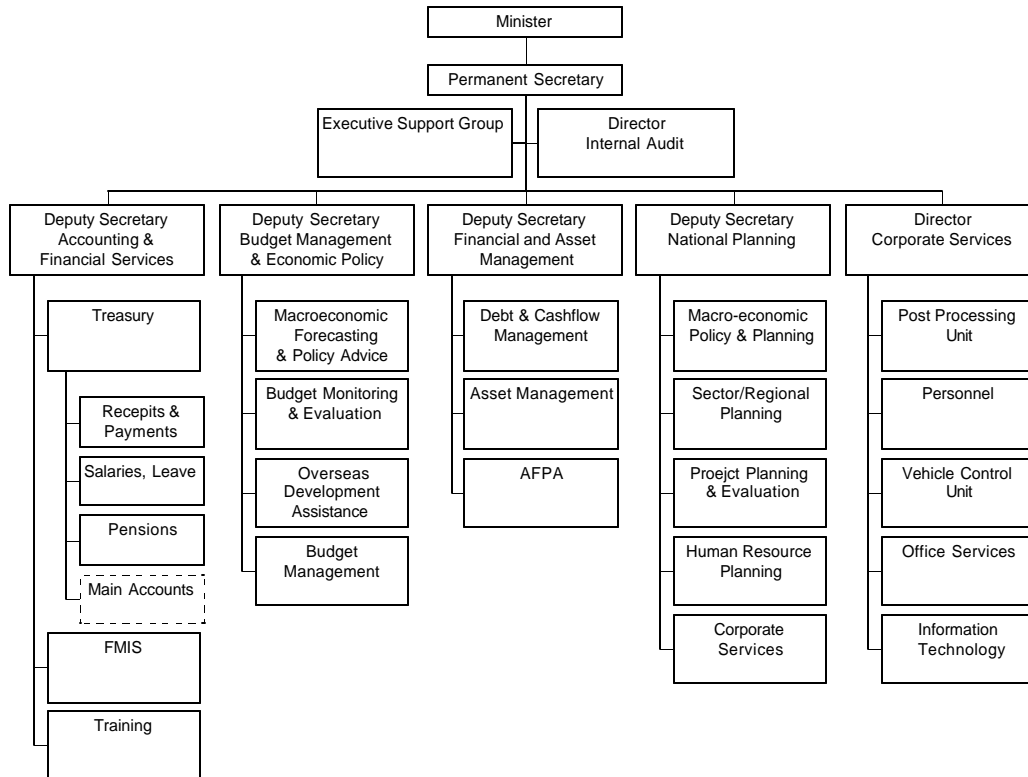 Minister
Permanent Secretary
Executive Support Group
Director
Internal Audit
Deputy Secretary
Accounting &
Financial Services
Deputy Secretary
Budget Management
& Economic Policy
Deputy Secretary
Financial and Asset
Management
Deputy Secretary
National Planning
Director
Corporate Services
Treasury
Recepits &
Payments
Salaries, Leave
Pensions
Main Accounts
FMIS
Training
Macroeconomic
Forecasting
& Policy Advice
Budget Monitoring
& Evaluation
Overseas
Development
Assistance
Budget
Management
Debt & Cashflow
Management
Asset Management
AFPA
Macro-economic
Policy & Planning
Sector/Regional
Planning
Proejct Planning
& Evaluation
Human Resource
Planning
Corporate
Services
Post Processing
Unit
Personnel
Vehicle Control
Unit
Office Services
Information
Technology